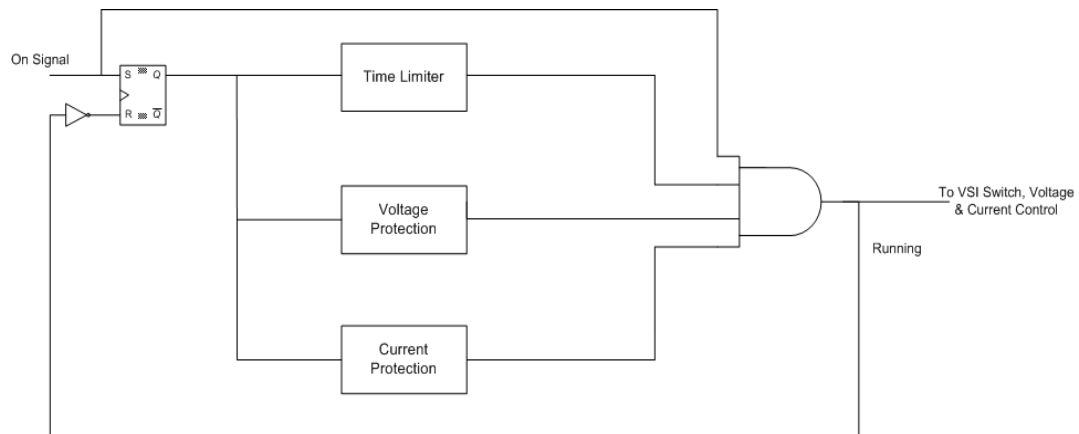 On Signal
S Q
R Q
Time Limiter
Voltage
Protection
Current
Protection
To VSI Switch, Voltage
& Current Control
Running